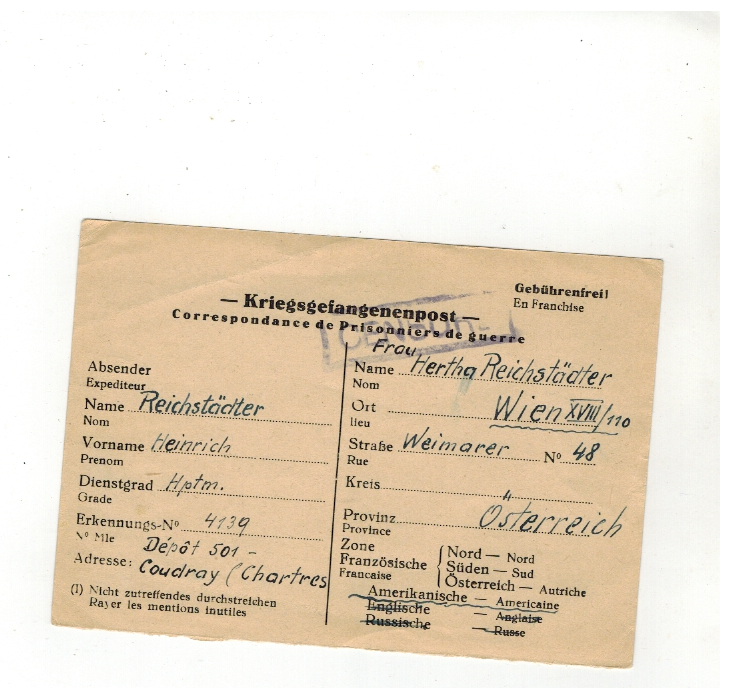 Gebührenfrei!
En Franchise
— Kriegsgefangenenpost —
Correspondance de Prisonniers de guerre
CENSURE
Absender
Expediteur
Name Reichstädter
Nom
Vorname Heinrich
Prenom
Dienstgrad Hptm.
Grade
Erkennungs-Nº 4139
Nº Mle
Adresse: Dépôt 501 -
Coudray (Chartres
(1) Nicht zutreffendes durchstreichen
Rayer les mentions inutiles
Frau
Name Hertha Reichstädter
Nom
Ort Wien XVIII/110
lieu
Straße Weimarer Nº 48
Rue
Kreis
Provinz Österreich
Province
Zone
Französische
Francaise
Nord — Nord
Süden — Sud
Österreich — Autriche
Amerikanische — Americaine
Englische — Anglaise
Russische — Russe